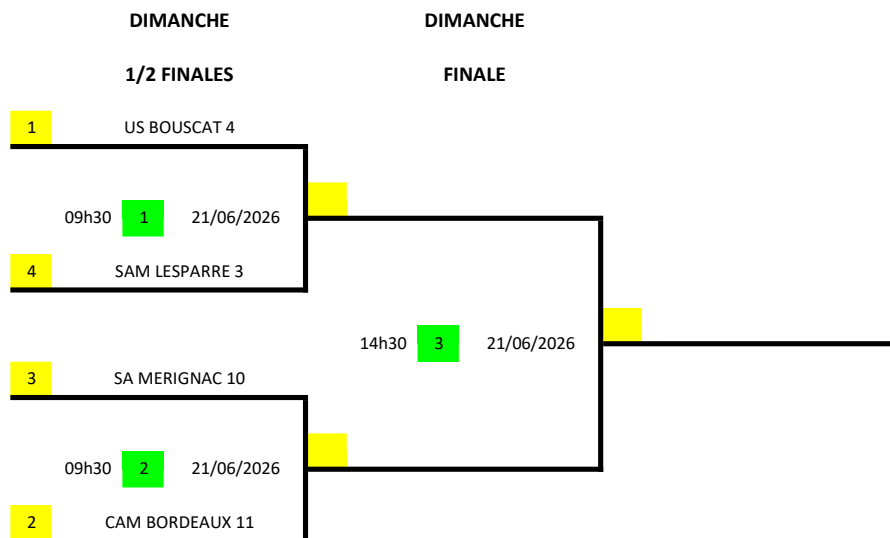 DIMANCHE DIMANCHE
1/2 FINALES FINALE
1 US BOUSCAT 4
09h30 1 21/06/2026
4 SAM LESPARRE 3
14h30 3 21/06/2026
3 SA MERIGNAC 10
09h30 2 21/06/2026
2 CAM BORDEAUX 11